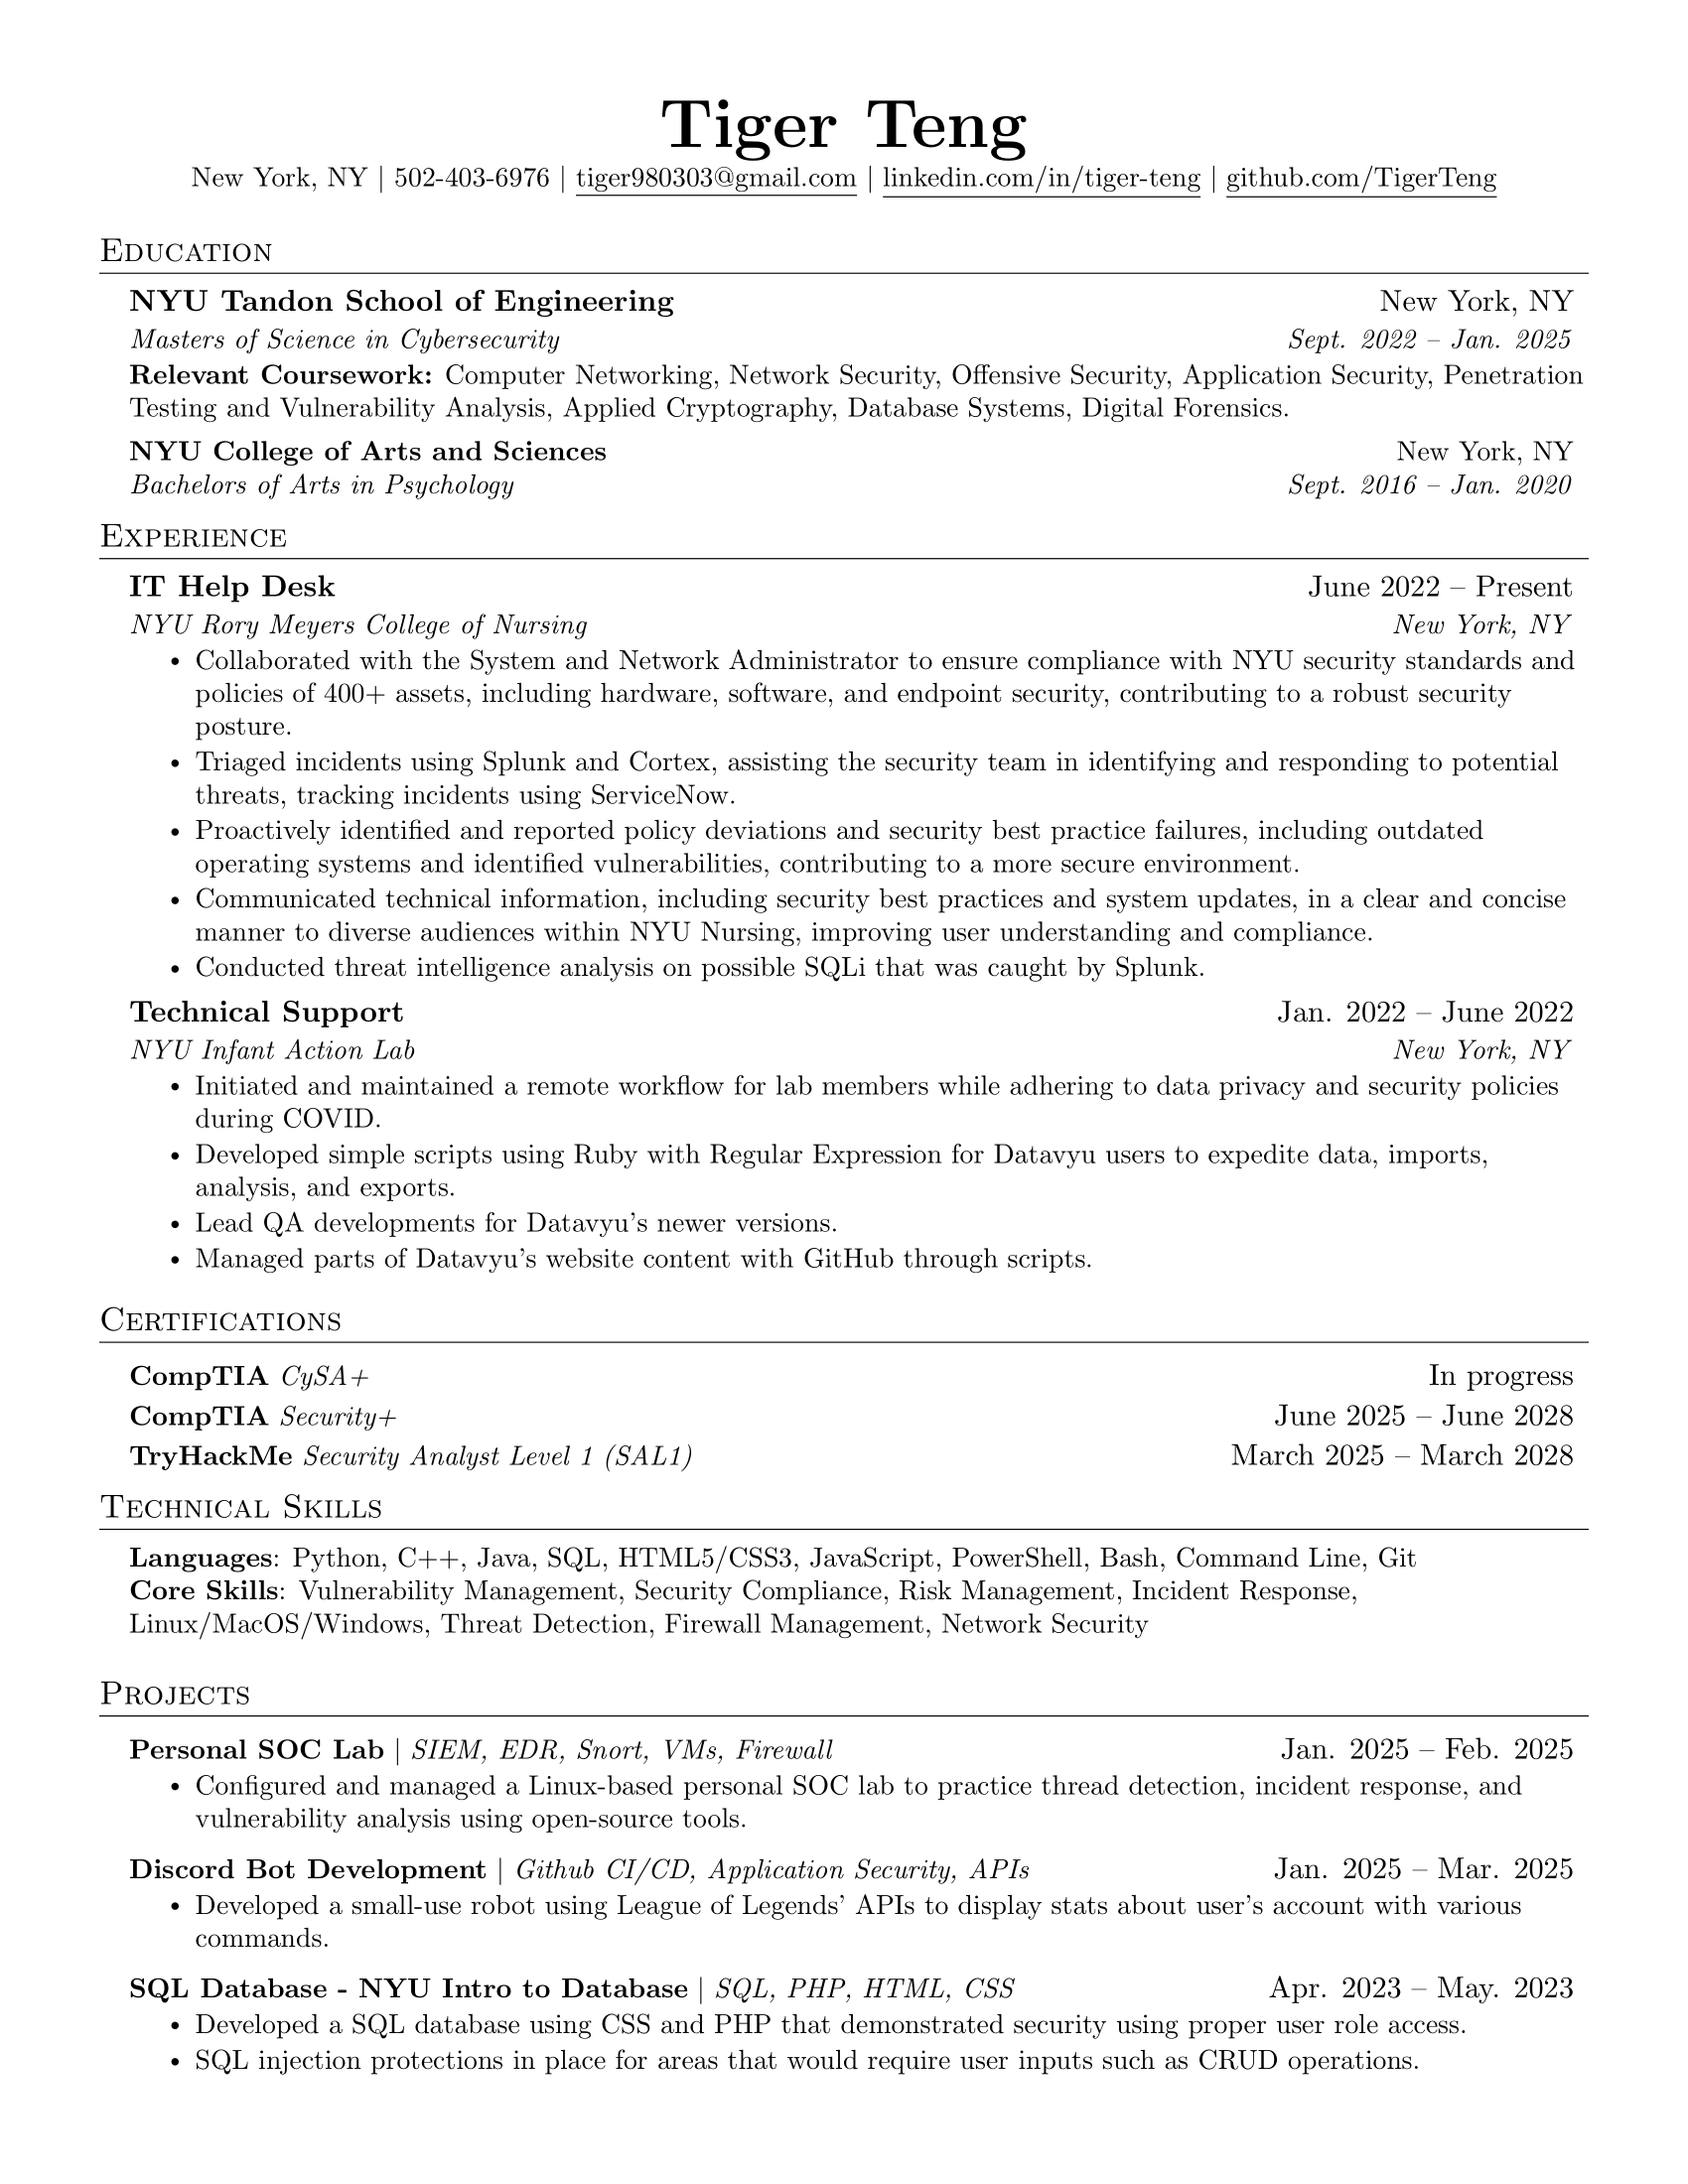 Tiger Teng
New York, NY | 502-403-6976 | tiger980303@gmail.com | linkedin.com/in/tiger-teng | github.com/TigerTeng
Education
NYU Tandon School of Engineering New York, NY
Masters of Science in Cybersecurity Sept. 2022 – Jan. 2025
Relevant Coursework: Computer Networking, Network Security, Offensive Security, Application Security, Penetration
Testing and Vulnerability Analysis, Applied Cryptography, Database Systems, Digital Forensics.
NYU College of Arts and Sciences New York, NY
Bachelors of Arts in Psychology Sept. 2016 – Jan. 2020
Experience
IT Help Desk June 2022 – Present
NYU Rory Meyers College of Nursing New York, NY
• Collaborated with the System and Network Administrator to ensure compliance with NYU security standards and
policies of 400+ assets, including hardware, software, and endpoint security, contributing to a robust security
posture.
• Triaged incidents using Splunk and Cortex, assisting the security team in identifying and responding to potential
threats, tracking incidents using ServiceNow.
• Proactively identified and reported policy deviations and security best practice failures, including outdated
operating systems and identified vulnerabilities, contributing to a more secure environment.
• Communicated technical information, including security best practices and system updates, in a clear and concise
manner to diverse audiences within NYU Nursing, improving user understanding and compliance.
• Conducted threat intelligence analysis on possible SQLi that was caught by Splunk.
Technical Support Jan. 2022 – June 2022
NYU Infant Action Lab New York, NY
• Initiated and maintained a remote workflow for lab members while adhering to data privacy and security policies
during COVID.
• Developed simple scripts using Ruby with Regular Expression for Datavyu users to expedite data, imports,
analysis, and exports.
• Lead QA developments for Datavyu's newer versions.
• Managed parts of Datavyu's website content with GitHub through scripts.
Certifications
CompTIA CySA+ In progress
CompTIA Security+ June 2025 – June 2028
TryHackMe Security Analyst Level 1 (SAL1) March 2025 – March 2028
Technical Skills
Languages: Python, C++, Java, SQL, HTML5/CSS3, JavaScript, PowerShell, Bash, Command Line, Git
Core Skills: Vulnerability Management, Security Compliance, Risk Management, Incident Response,
Linux/MacOS/Windows, Threat Detection, Firewall Management, Network Security
Projects
Personal SOC Lab | SIEM, EDR, Snort, VMs, Firewall Jan. 2025 – Feb. 2025
• Configured and managed a Linux-based personal SOC lab to practice thread detection, incident response, and
vulnerability analysis using open-source tools.
Discord Bot Development | Github CI/CD, Application Security, APIs Jan. 2025 – Mar. 2025
• Developed a small-use robot using League of Legends' APIs to display stats about user's account with various
commands.
SQL Database - NYU Intro to Database | SQL, PHP, HTML, CSS Apr. 2023 – May. 2023
• Developed a SQL database using CSS and PHP that demonstrated security using proper user role access.
• SQL injection protections in place for areas that would require user inputs such as CRUD operations.